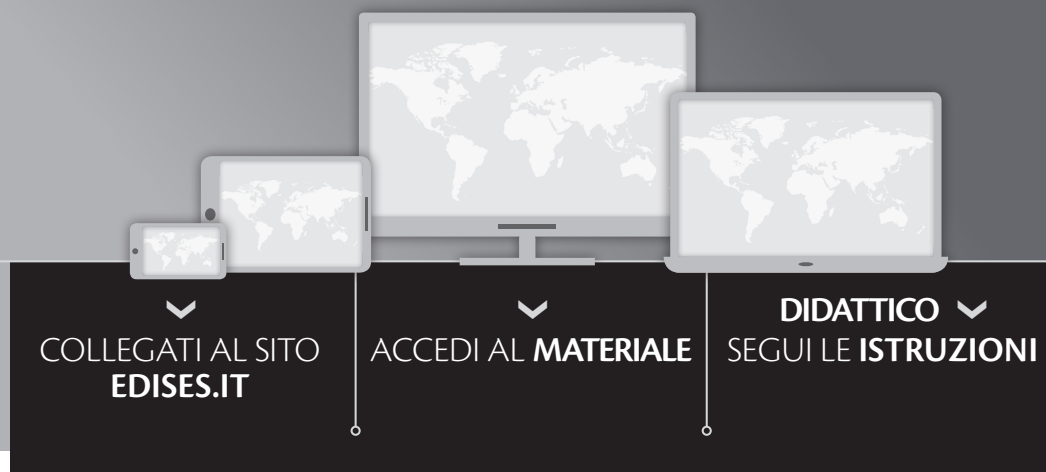 COLLEGATI AL SITO
EDISES.IT
ACCEDI AL MATERIALE
DIDATTICO
SEGUI LE ISTRUZIONI